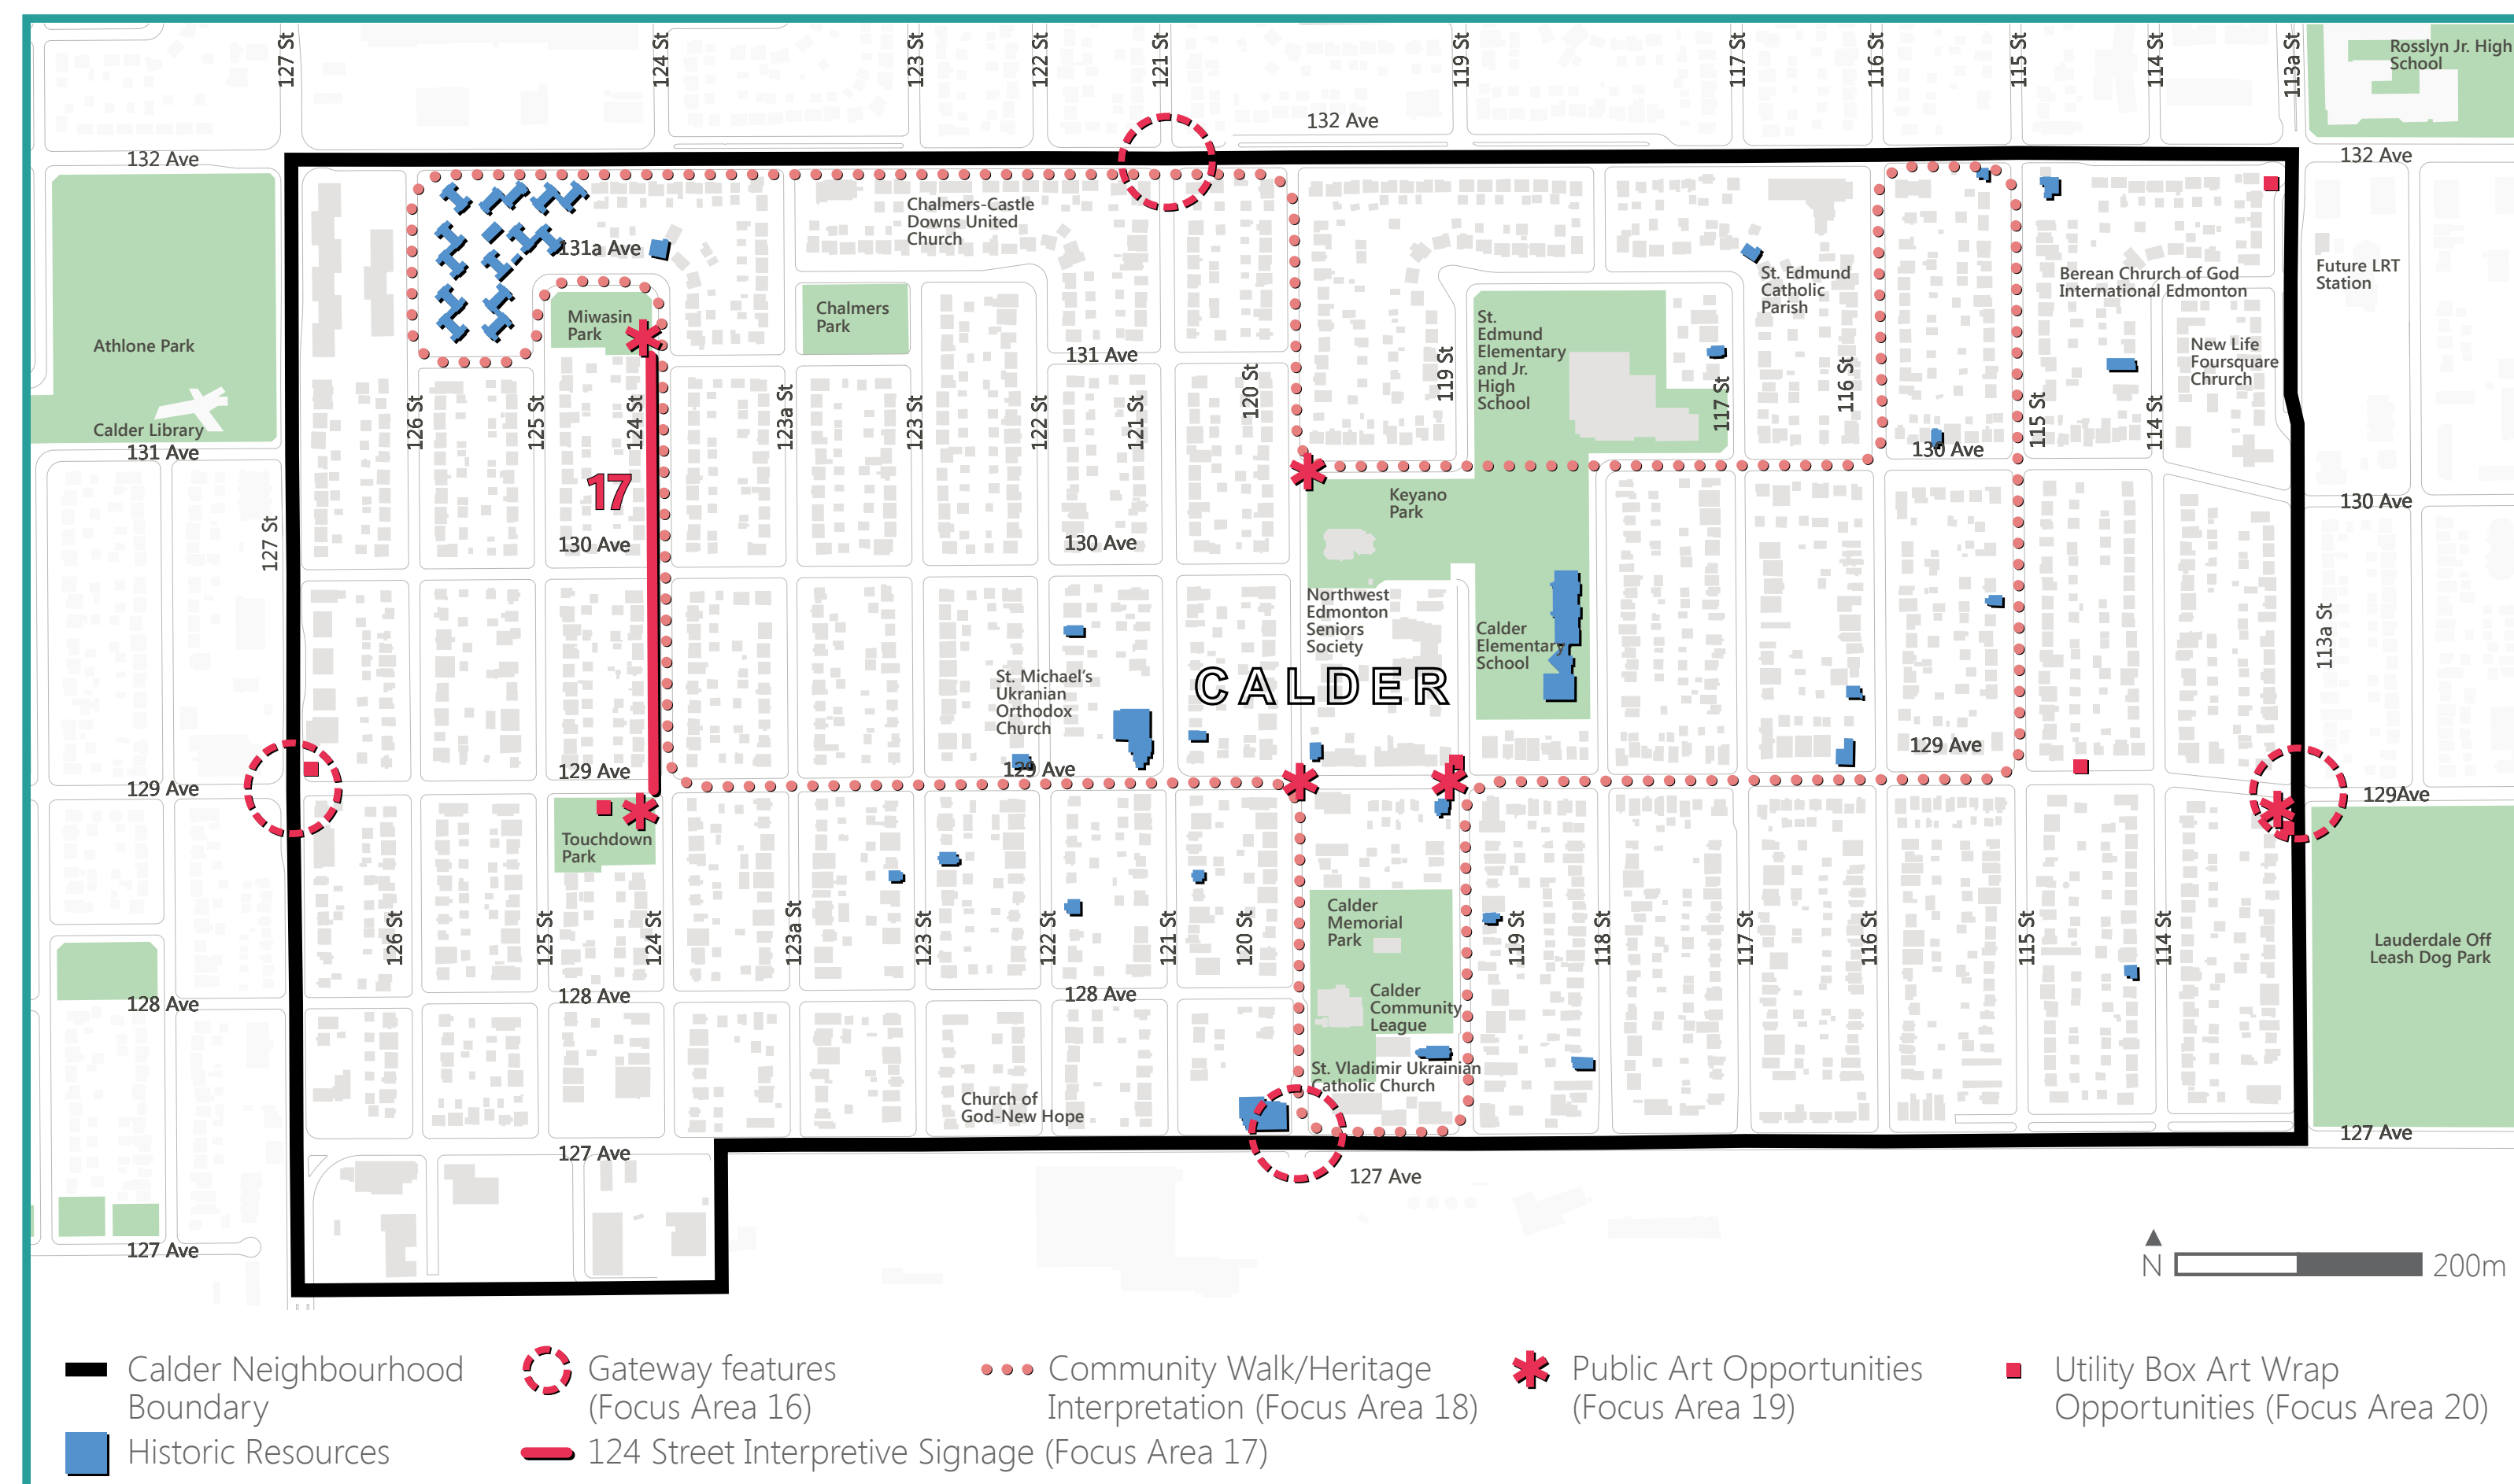 127 St
124 St
123 St
122 St
121 St
119 St
117 St
116 St
115 St
114 St
113a St
Rosslyn Jr. High
School
132 Ave
132 Ave
132 Ave
Chalmers-Castle
Downs United
Church
131a Ave
St. Edmund
Catholic
Parish
Berean Chruch of God
International Edmonton
Future LRT
Station
Miwasin
Park
Chalmers
Park
St.
Edmund
Elementary
and Jr.
High
School
Athlone Park
131 Ave
New Life
Foursquare
Chruch
Calder Library
131 Ave
126 St
125 St
124 St
123a St
123 St
122 St
121 St
120 St
119 St
117 St
116 St
115 St
114 St
130 Ave
17
Keyano
Park
130 Ave
127 St
130 Ave
130 Ave
Northwest
Edmonton
Seniors
Society
Calder
Elementary
School
113a St
St. Michael's
Ukranian
Orthodox
Church
CALDER
129 Ave
129 Ave
129 Ave
129 Ave
129Ave
Touchdown
Park
126 St
125 St
124 St
123a St
123 St
122 St
121 St
120 St
Calder
Memorial
Park
119 St
118 St
117 St
116 St
115 St
114 St
Lauderdale Off
Leash Dog Park
128 Ave
128 Ave
128 Ave
Calder
Community
League
St. Vladimir Ukrainian
Catholic Church
Church of
God-New Hope
127 Ave
127 Ave
127 Ave
127 Ave
N
200m
Calder Neighbourhood
Boundary
Gateway features
(Focus Area 16)
Community Walk/Heritage
Interpretation (Focus Area 18)
Public Art Opportunities
(Focus Area 19)
Utility Box Art Wrap
Opportunities (Focus Area 20)
Historic Resources
124 Street Interpretive Signage (Focus Area 17)